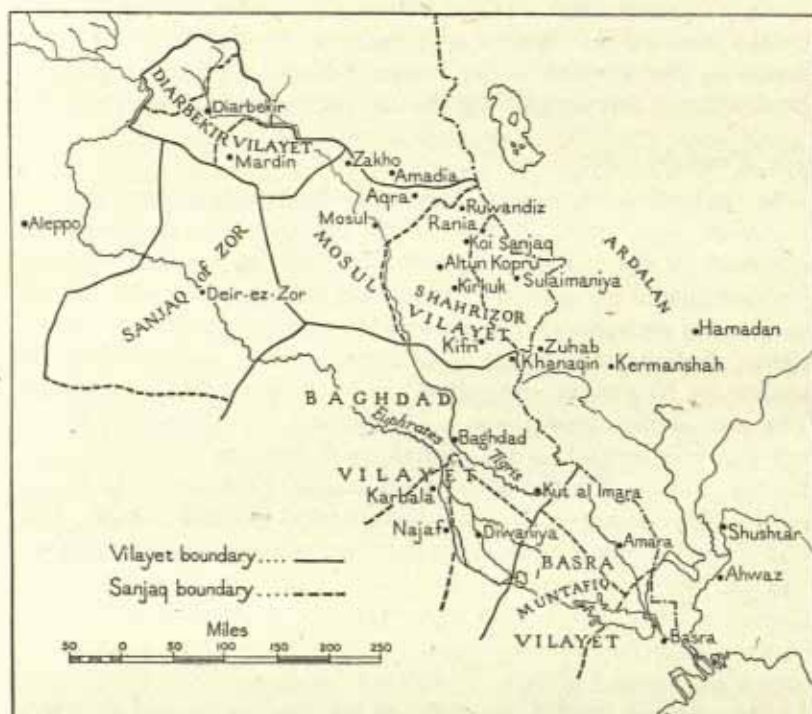 DIARBEKIR VILAYET
Diarbekir
Mardin
Zakho
Amadia
Aqra
Ruwandiz
Rania
Aleppo
Mosul
MOSUL
Koi Sanjaq
ARDALAN
SANJAQ of ZOR
Altun Kopru
Sulaimaniya
Deir-ez-Zor
Kirkuk
SHAHRIZOR
VILAYET
Hamadan
Kifri
Zuhab
Khanaqin
Kermanshah
BAGHDAD
Euphrates
Tigris
Baghdad
VILAYET
Karbala
Kut al Imara
Najaf
Diwaniya
Shushtar
Amara
Vilayet boundary....
BASRA
Ahwaz
Sanjaq boundary....
MUNTAFIQ
Miles
VILAYET
Basra
50 0 50 100 150 200 250